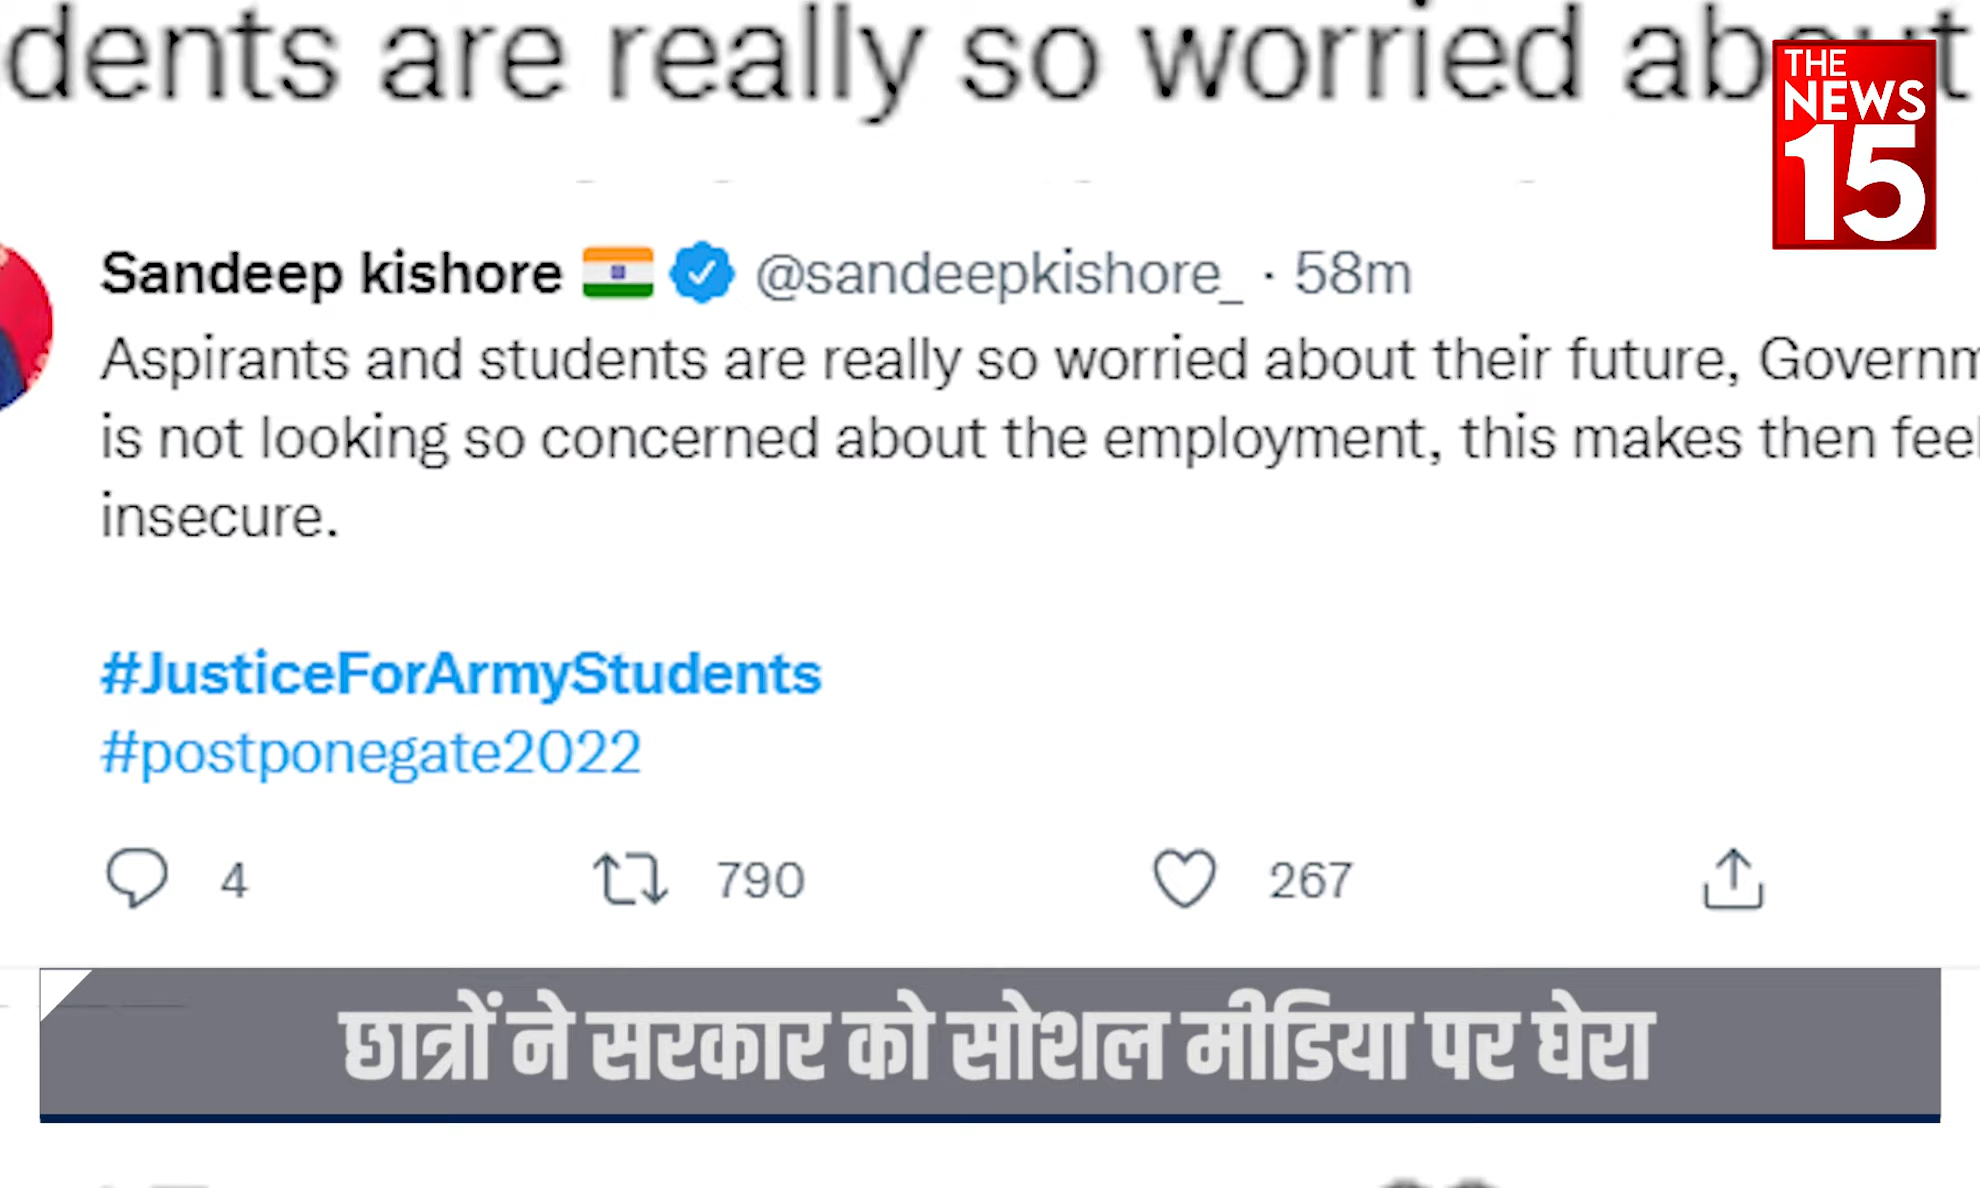 dents are really so worried about
THE
NEWS
15
Sandeep kishore @sandeepkishore_ · 58m
Aspirants and students are really so worried about their future, Governm
is not looking so concerned about the employment, this makes then feel
insecure.
#JusticeForArmyStudents
#postponegate2022
4 790 267
छात्रों ने सरकार को सोशल मीडिया पर घेरा